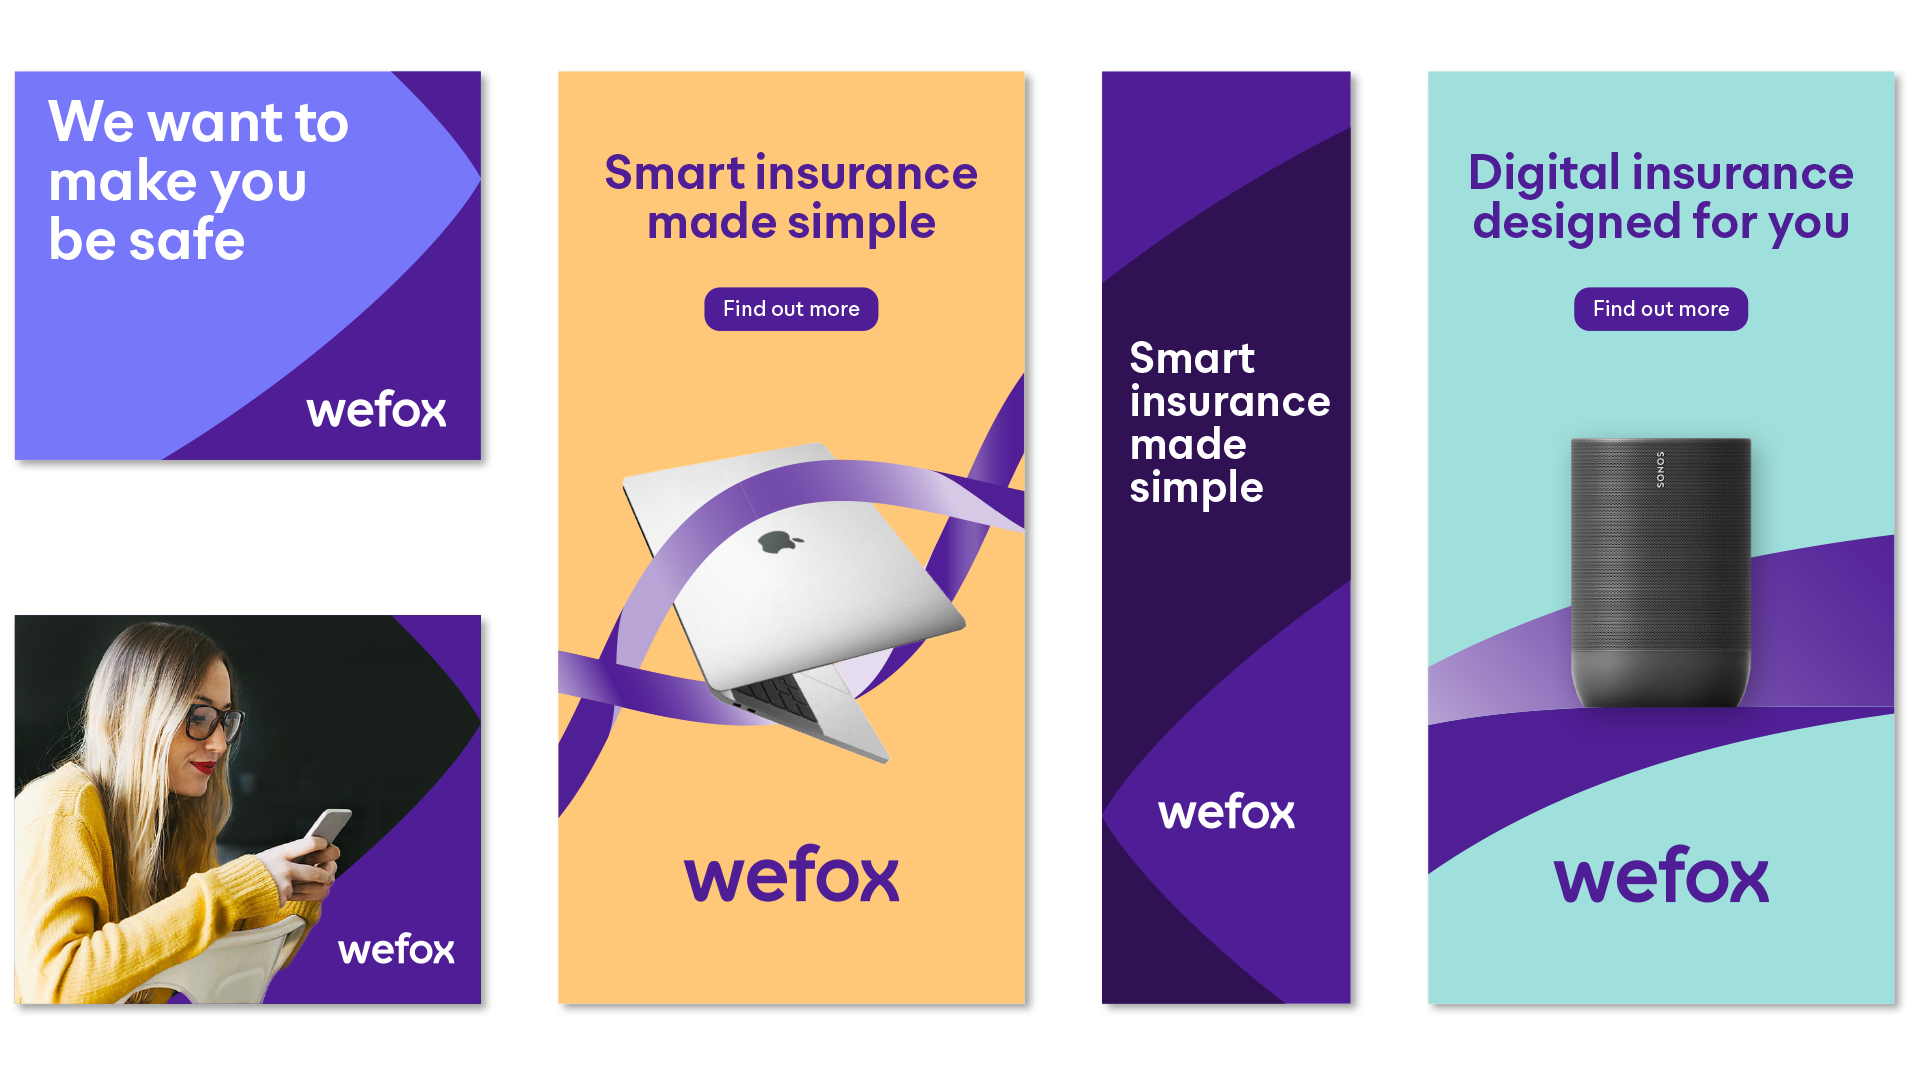 We want to
make you
be safe
wefox
wefox
Smart insurance
made simple
Find out more
wefox
Smart
insurance
made
simple
wefox
Digital insurance
designed for you
Find out more
SONOS
wefox